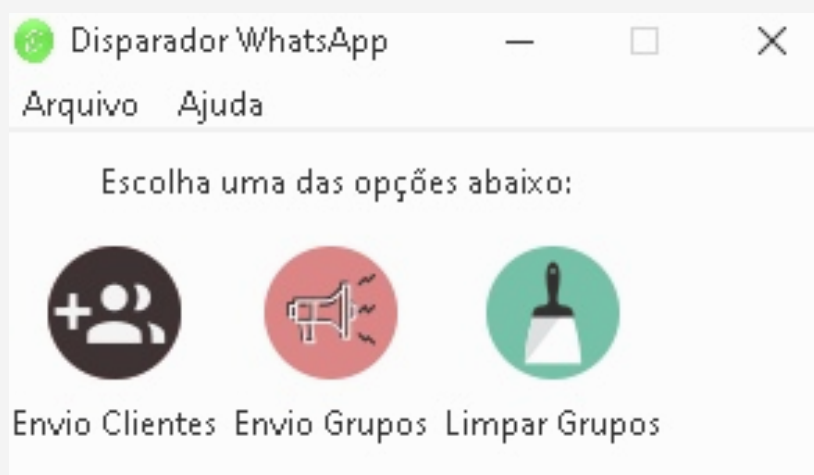 Disparador WhatsApp
Arquivo Ajuda
Escolha uma das opções abaixo:
Envio Clientes Envio Grupos Limpar Grupos